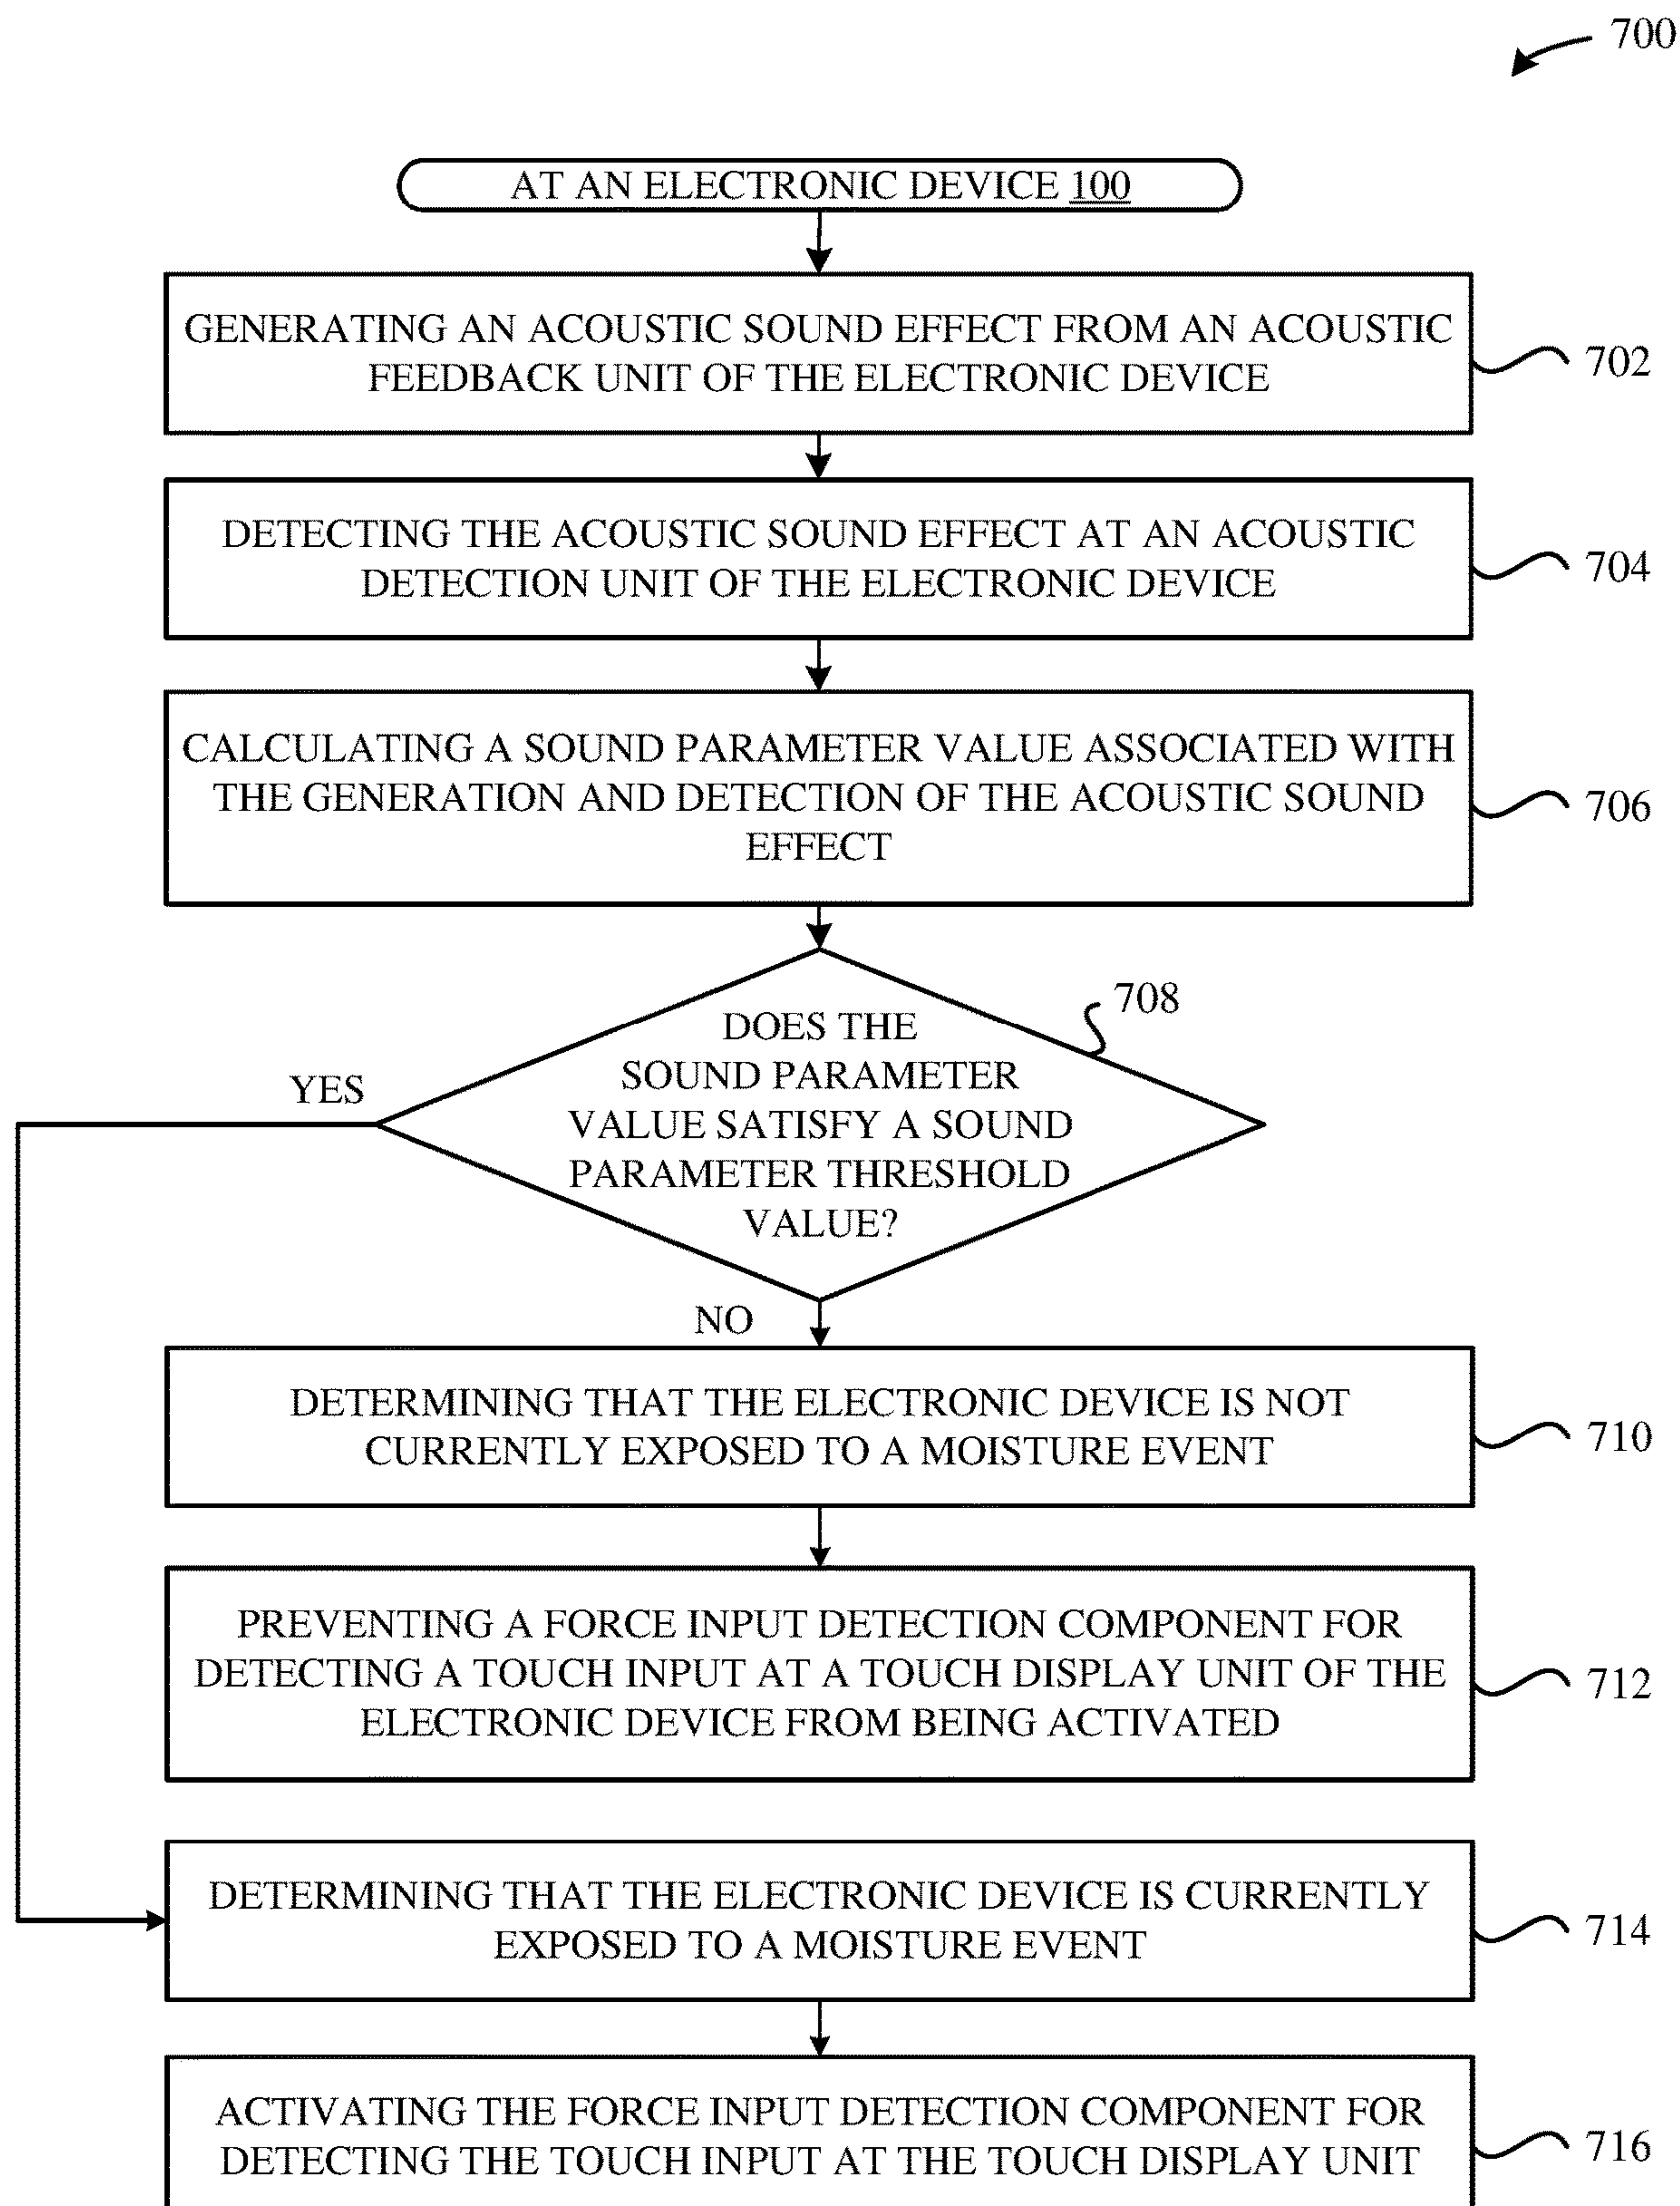 700
AT AN ELECTRONIC DEVICE 100
GENERATING AN ACOUSTIC SOUND EFFECT FROM AN ACOUSTIC
FEEDBACK UNIT OF THE ELECTRONIC DEVICE
702
DETECTING THE ACOUSTIC SOUND EFFECT AT AN ACOUSTIC
DETECTION UNIT OF THE ELECTRONIC DEVICE
704
CALCULATING A SOUND PARAMETER VALUE ASSOCIATED WITH
THE GENERATION AND DETECTION OF THE ACOUSTIC SOUND
EFFECT
706
708
DOES THE
SOUND PARAMETER
VALUE SATISFY A SOUND
PARAMETER THRESHOLD
VALUE?
YES
NO
DETERMINING THAT THE ELECTRONIC DEVICE IS NOT
CURRENTLY EXPOSED TO A MOISTURE EVENT
710
PREVENTING A FORCE INPUT DETECTION COMPONENT FOR
DETECTING A TOUCH INPUT AT A TOUCH DISPLAY UNIT OF THE
ELECTRONIC DEVICE FROM BEING ACTIVATED
712
DETERMINING THAT THE ELECTRONIC DEVICE IS CURRENTLY
EXPOSED TO A MOISTURE EVENT
714
ACTIVATING THE FORCE INPUT DETECTION COMPONENT FOR
DETECTING THE TOUCH INPUT AT THE TOUCH DISPLAY UNIT
716